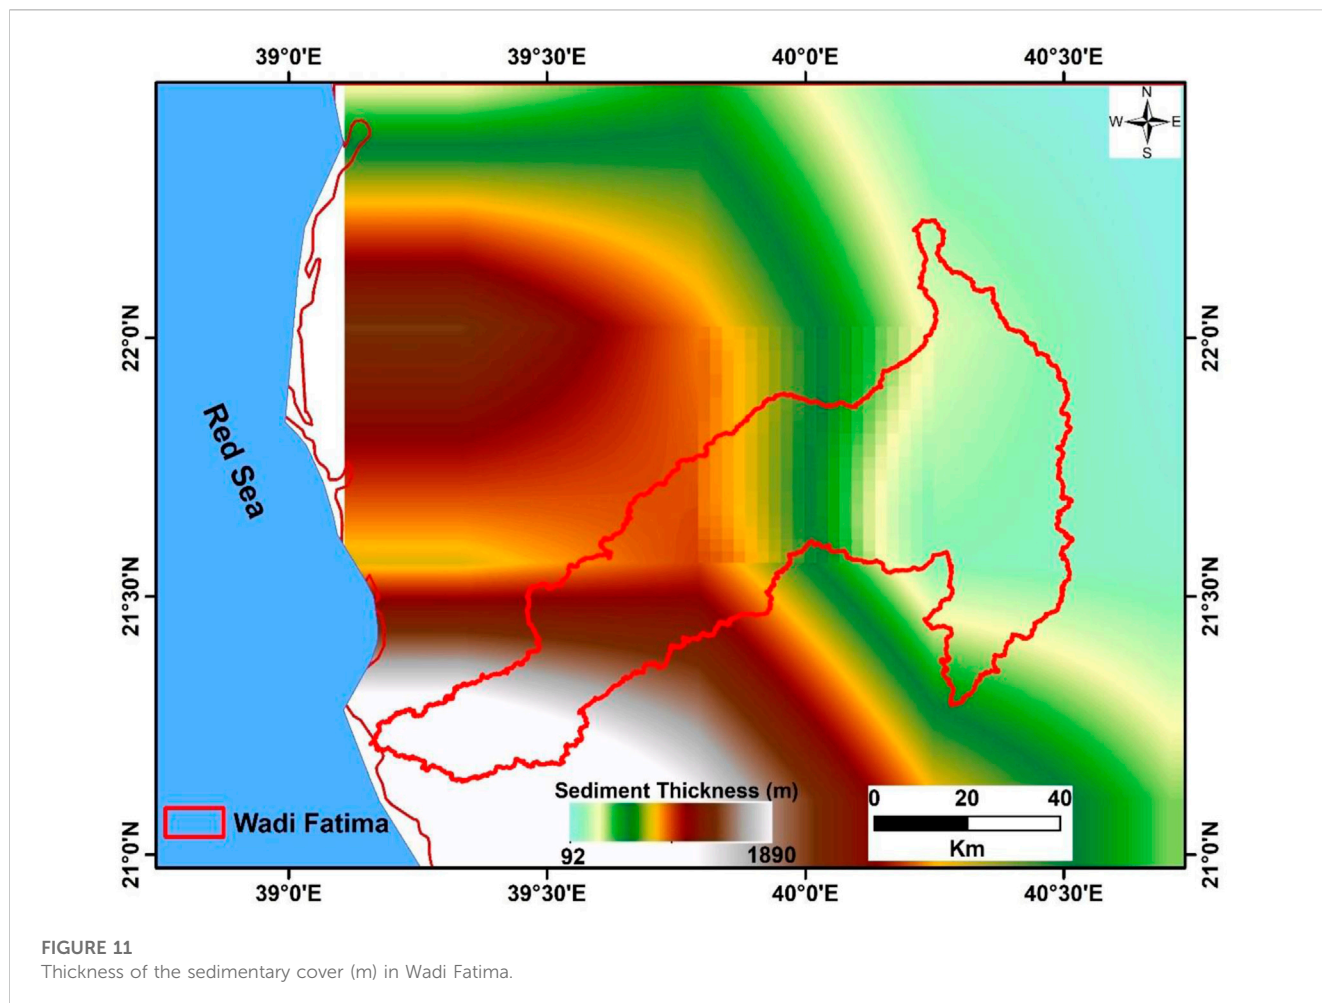 39°0'E 39°30'E 40°0'E 40°30'E
N
W E
S
22°0'N 22°0'N
Red Sea
21°30'N 21°30'N
Sediment Thickness (m)
92 1890
0 20 40
Km
Wadi Fatima
21°0'N 21°0'N
39°0'E 39°30'E 40°0'E 40°30'E
FIGURE 11
Thickness of the sedimentary cover (m) in Wadi Fatima.